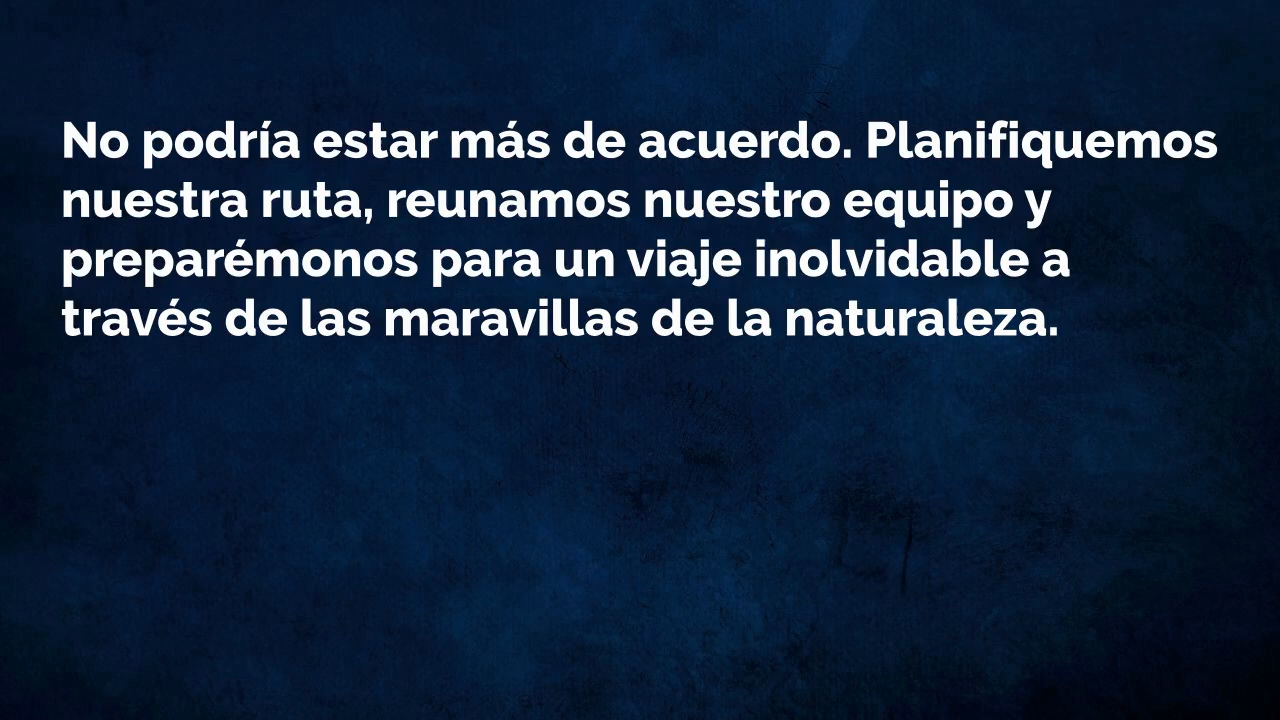 No podría estar más de acuerdo. Planifiquemos
nuestra ruta, reunamos nuestro equipo y
preparémonos para un viaje inolvidable a
través de las maravillas de la naturaleza.